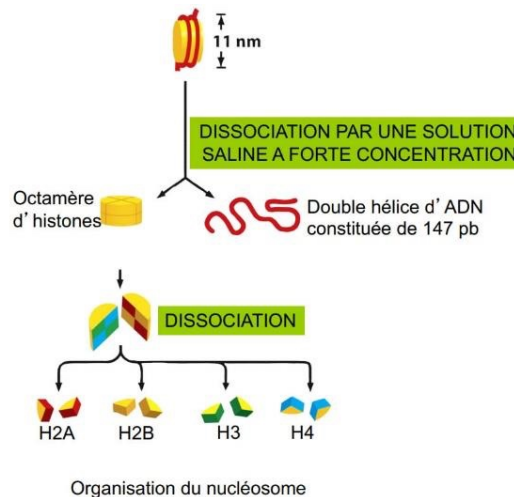 11 nm
DISSOCIATION PAR UNE SOLUTION
SALINE A FORTE CONCENTRATION
Octamère
d’histones
Double hélice d’ADN
constituée de 147 pb
DISSOCIATION
H2A
H2B
H3
H4
Organisation du nucléosome